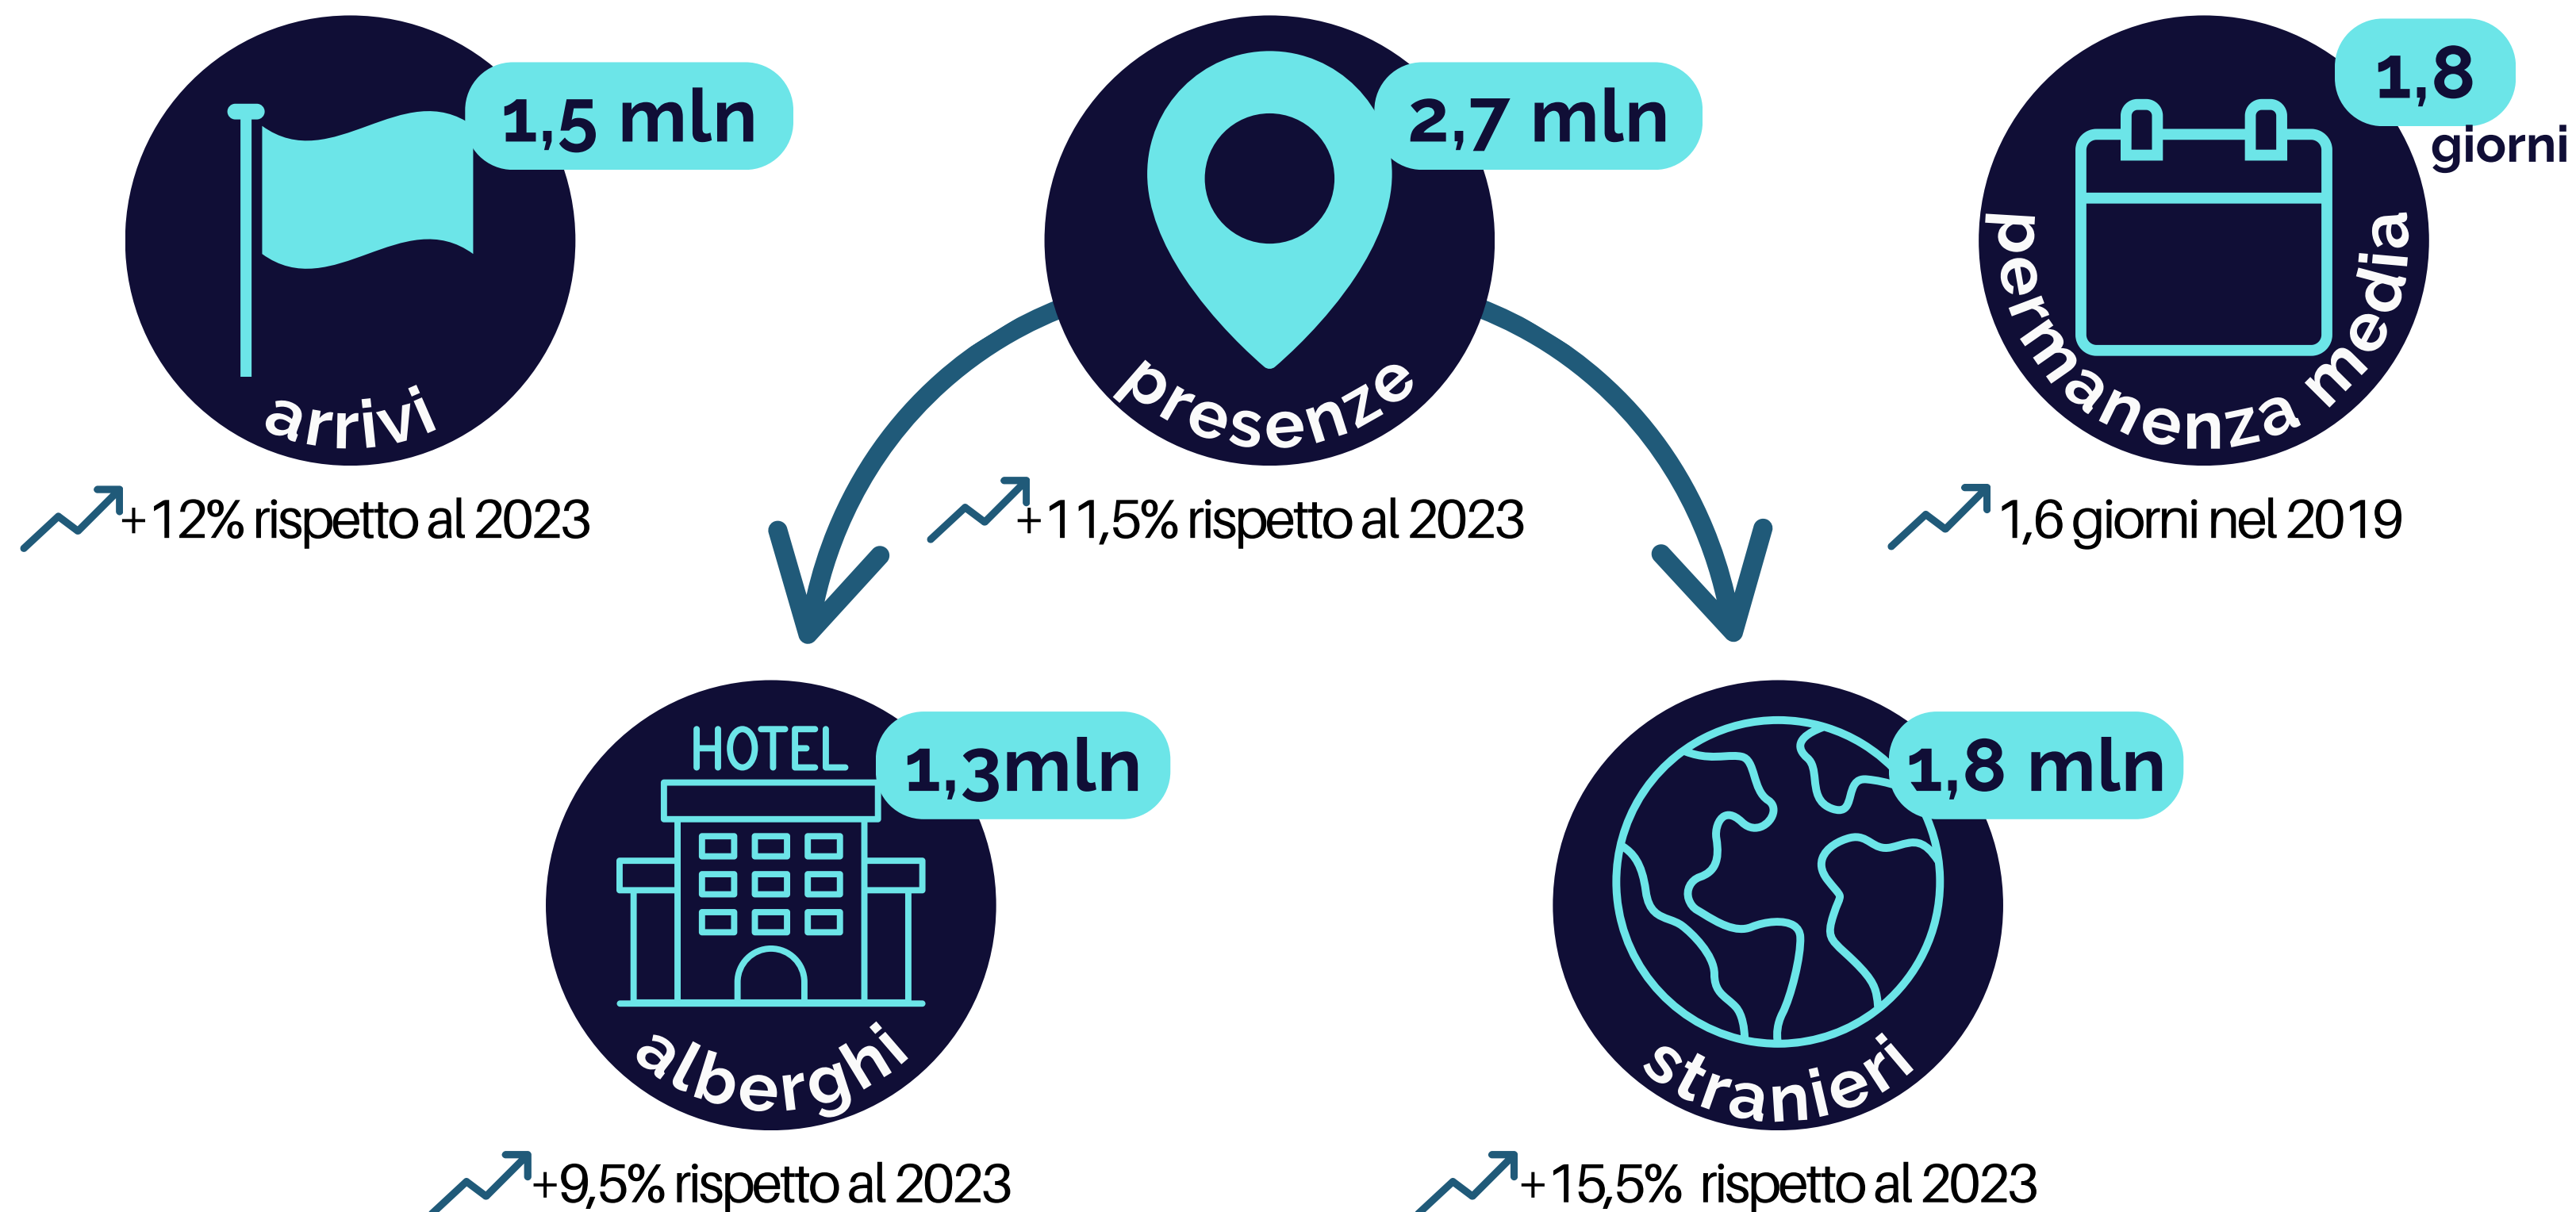 1,5 mln
arrivi
+12% rispetto al 2023
2,7 mln
presenze
+11,5% rispetto al 2023
1,8
giorni
permanenza media
1,6 giorni nel 2019
HOTEL
1,3mln
alberghi
+9,5% rispetto al 2023
1,8 mln
stranieri
+15,5% rispetto al 2023